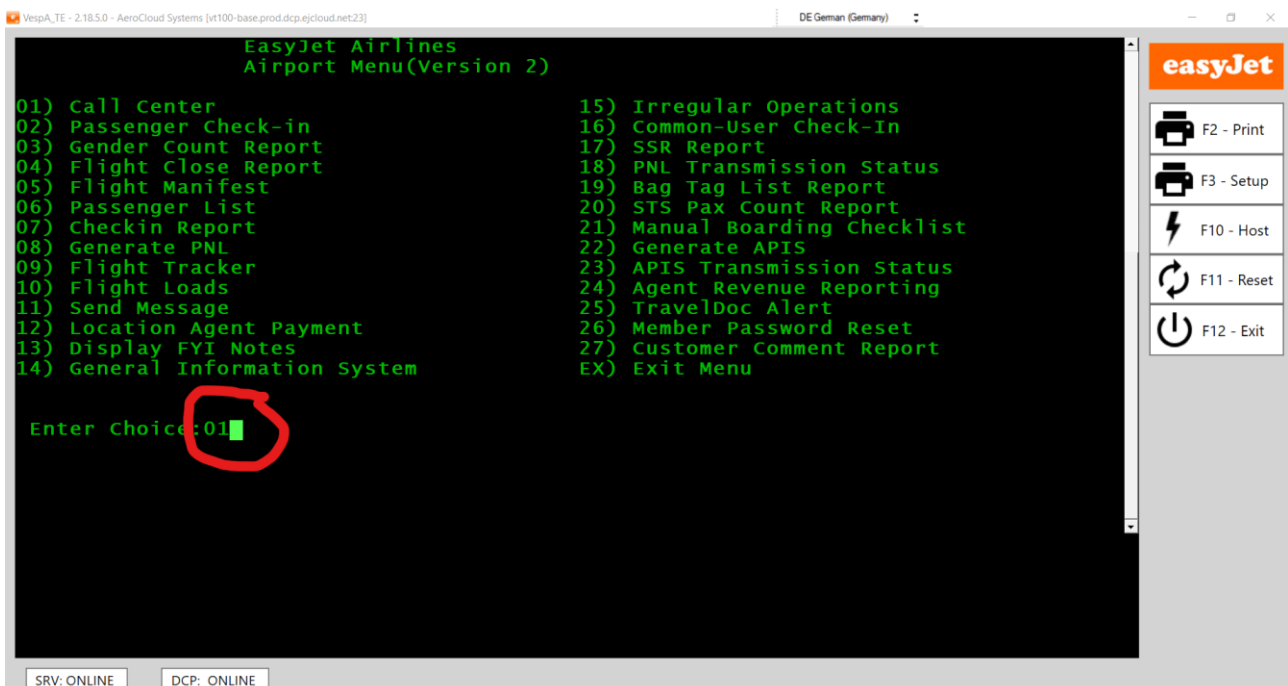 VespA_TE - 2.18.5.0 - AeroCloud Systems [vt100-base.prod.dcp.ejcloud.net:23]
DE German (Germany)
EasyJet Airlines
Airport Menu(Version 2)
01) Call Center
02) Passenger Check-in
03) Gender Count Report
04) Flight Close Report
05) Flight Manifest
06) Passenger List
07) Checkin Report
08) Generate PNL
09) Flight Tracker
10) Flight Loads
11) Send Message
12) Location Agent Payment
13) Display FYI Notes
14) General Information System
15) Irregular Operations
16) Common-User Check-In
17) SSR Report
18) PNL Transmission Status
19) Bag Tag List Report
20) STS Pax Count Report
21) Manual Boarding Checklist
22) Generate APIS
23) APIS Transmission Status
24) Agent Revenue Reporting
25) TravelDoc Alert
26) Member Password Reset
27) Customer Comment Report
EX) Exit Menu
Enter Choice:01
easyJet
F2 - Print
F3 - Setup
F10 - Host
F11 - Reset
F12 - Exit
SRV: ONLINE
DCP: ONLINE